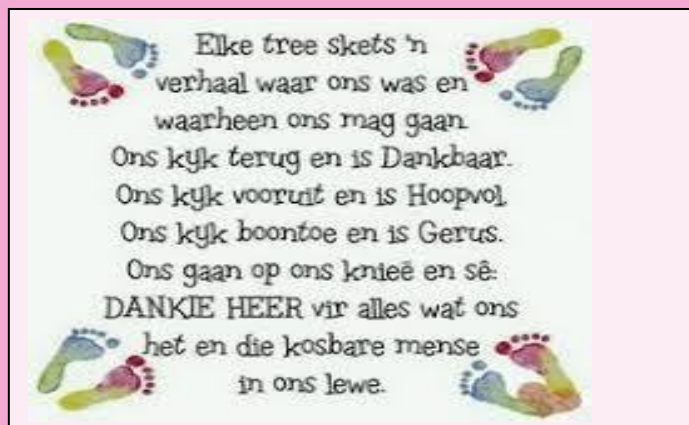 Elke tree skets 'n
verhaal waar ons was en
waarheen ons mag gaan.
Ons kyk terug en is Dankbaar.
Ons kyk vooruit en is Hoopvol.
Ons kyk boontoe en is Gerus.
Ons gaan op ons knieë en sê:
DANKIE HEER vir alles wat ons
het en die kosbare mense
in ons lewe.